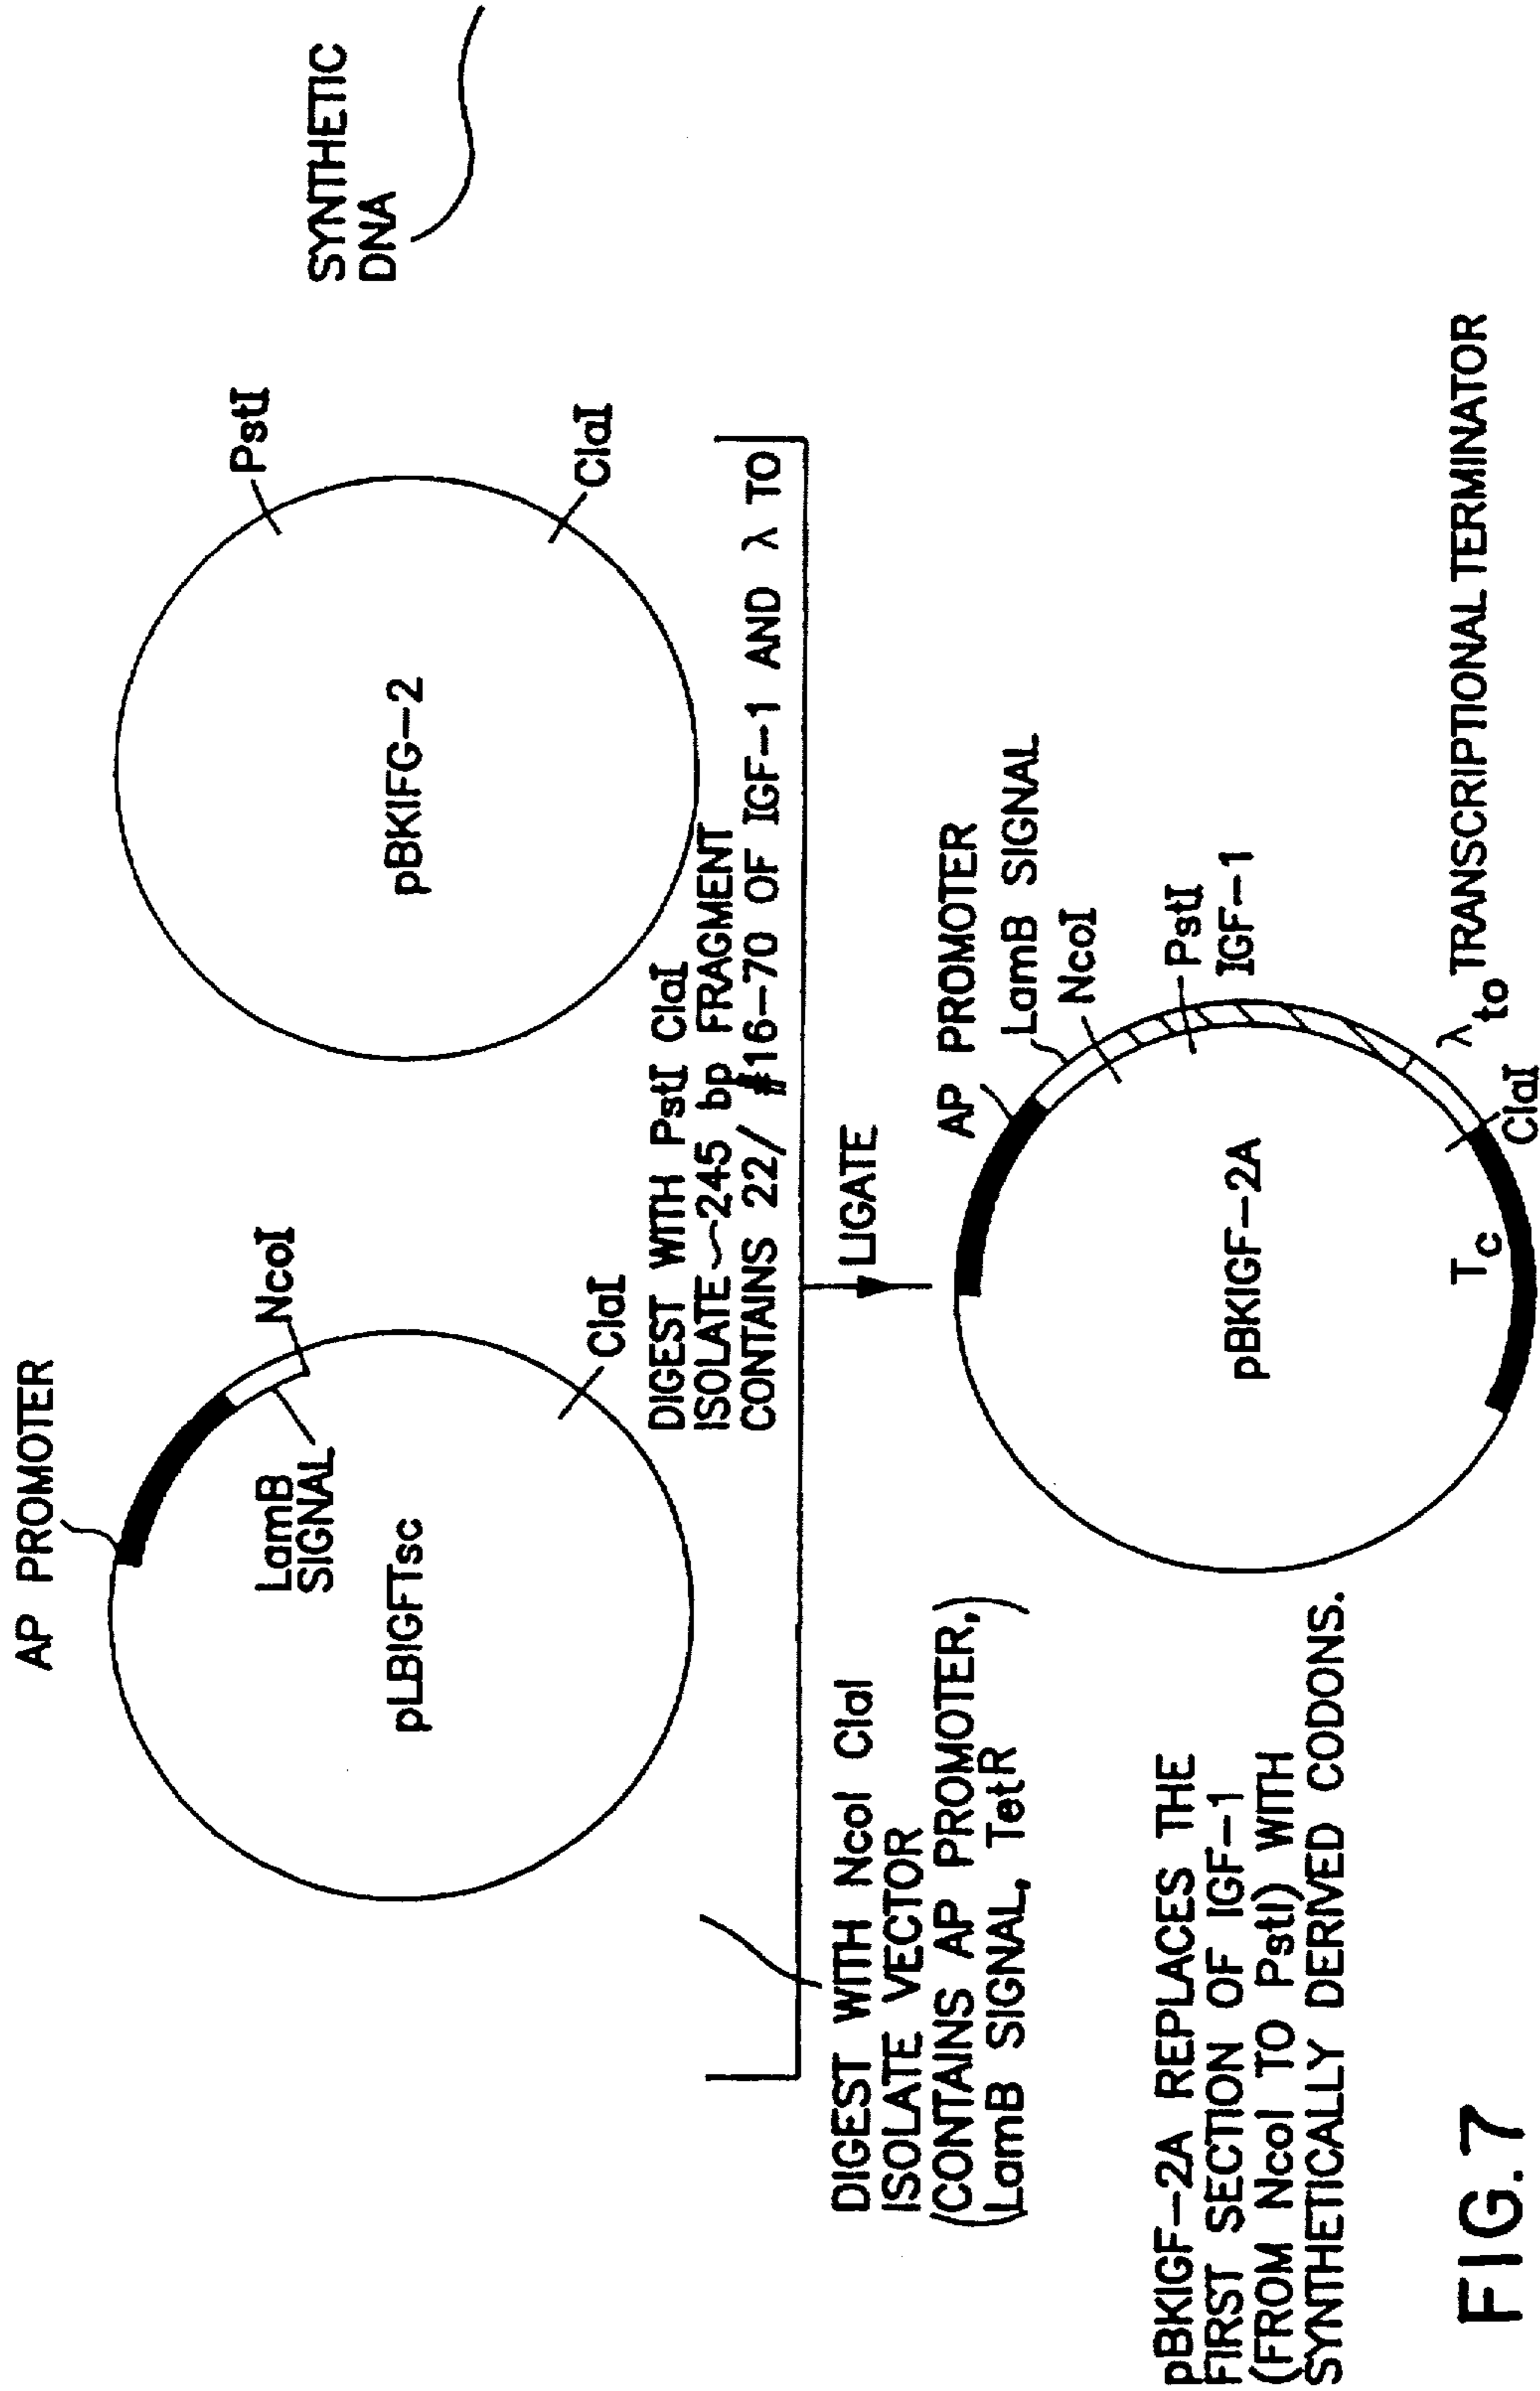 AP PROMOTER
NcoI
LamB
SIGNAL
pLBIGFTsc
ClaI
PstI
pBKIFG-2
ClaI
SYNTHETIC
DNA
DIGEST WITH PstI ClaI
ISOLATE ~245 bp FRAGMENT
CONTAINS 22/ #16-70 OF IGF-1 AND λ TO
DIGEST WITH NcoI ClaI
ISOLATE VECTOR
(CONTAINS AP PROMOTER,)
(LamB SIGNAL, TetR)
LIGATE
AP PROMOTER
LamB SIGNAL
NcoI
PstI
IGF-1
pBKIGF-2A
Tc
ClaI
λto TRANSCRIPTIONAL TERMINATOR
pBKIGF-2A REPLACES THE
FIRST SECTION OF IGF-1
(FROM NcoI TO PstI) WITH
SYNTHETICALLY DERIVED CODONS.
FIG. 7